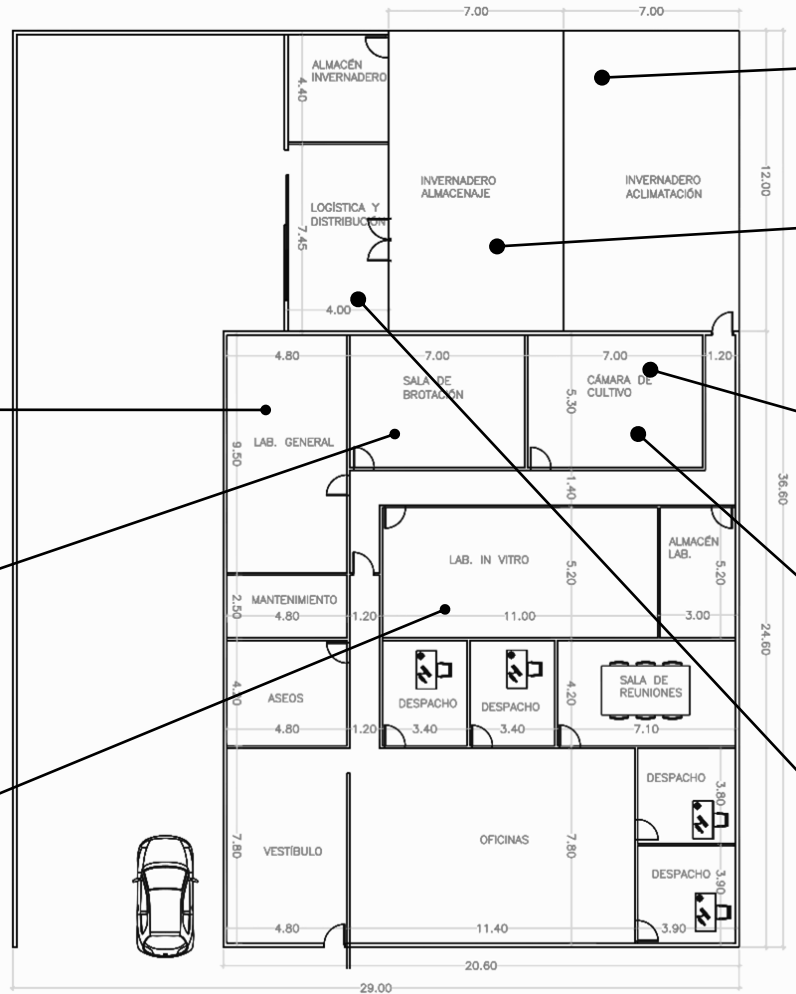 7.00
7.00
ALMACÉN
INVERNADERO
4.40
INVERNADERO
ALMACENAJE
INVERNADERO
ACLIMATACIÓN
12.00
LOGÍSTICA Y
DISTRIBUCIÓN
7.45
4.00
4.80
7.00
7.00
1.20
SALA DE
BROTACIÓN
CÁMARA DE
CULTIVO
5.30
9.50
LAB. GENERAL
36.60
1.40
ALMACÉN
LAB.
LAB. IN VITRO
5.20
5.20
MANTENIMIENTO
2.50
4.80
1.20
11.00
3.00
24.60
ASEOS
4.80
1.20
DESPACHO
3.40
DESPACHO
3.40
4.20
SALA DE
REUNIONES
7.10
DESPACHO
3.80
VESTÍBULO
7.80
OFICINAS
7.80
DESPACHO
3.90
4.80
11.40
3.90
20.60
29.00